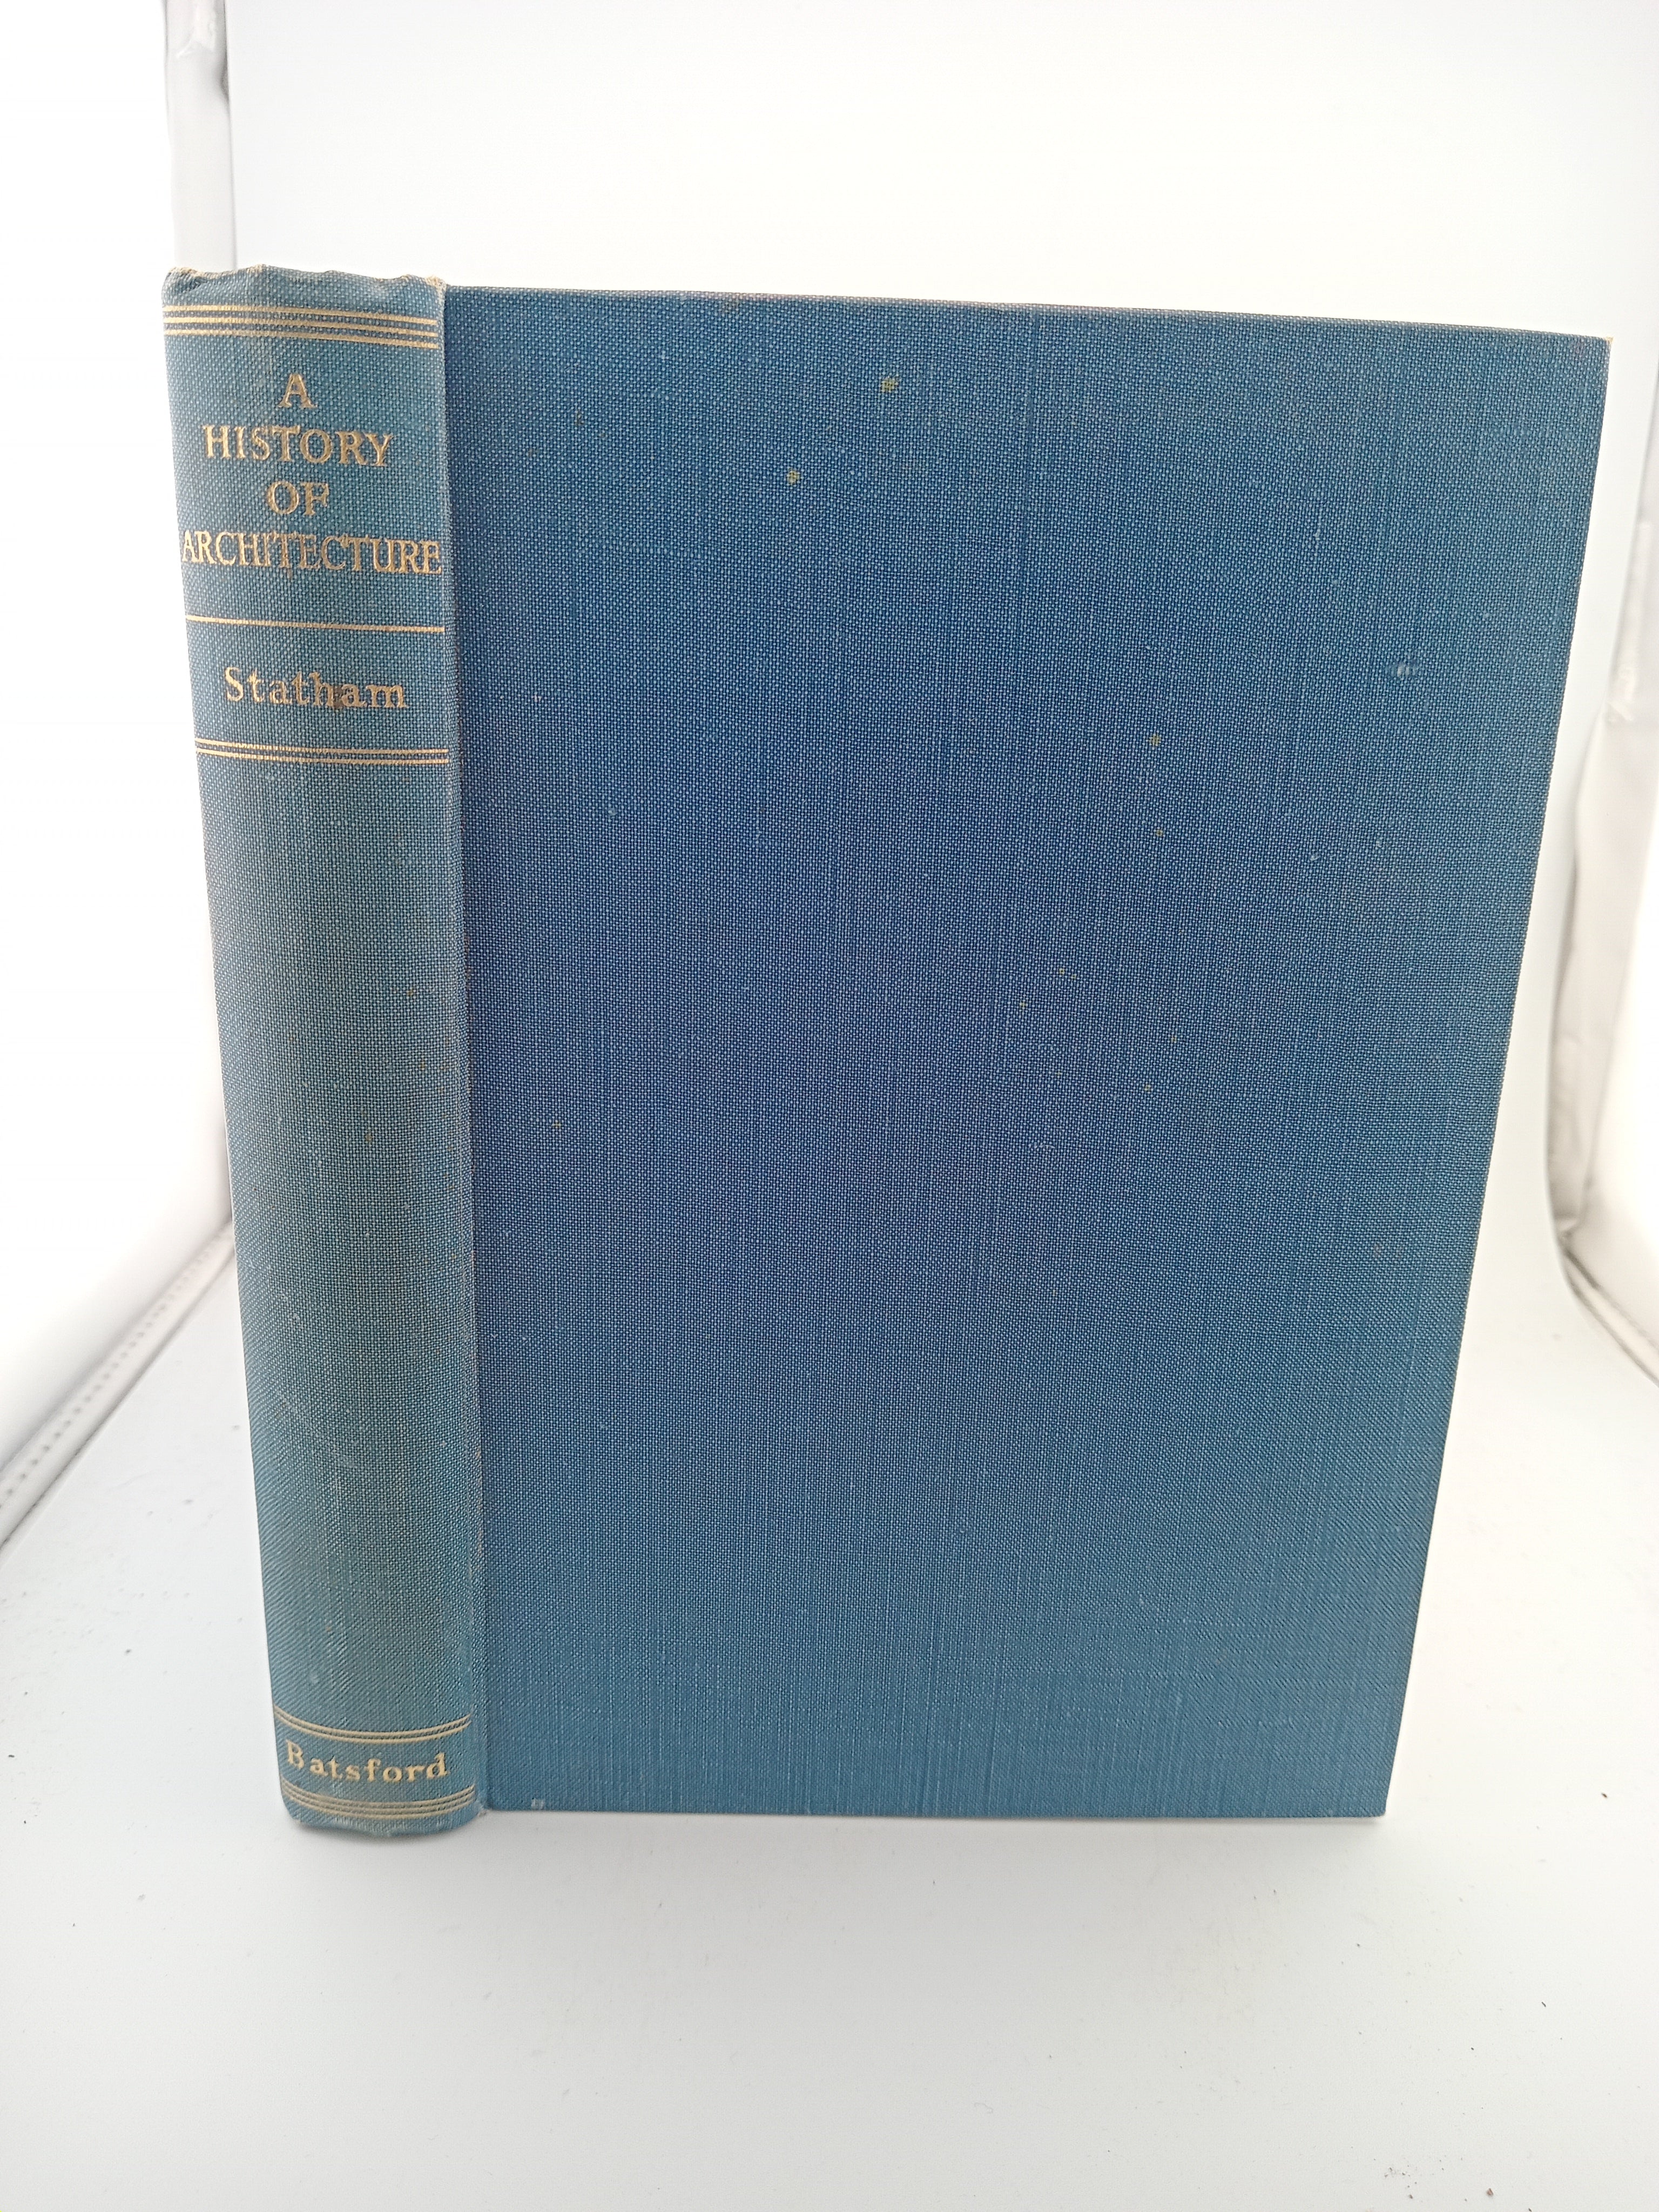 A
HISTORY
OF
ARCHITECTURE
Statham
Batsford